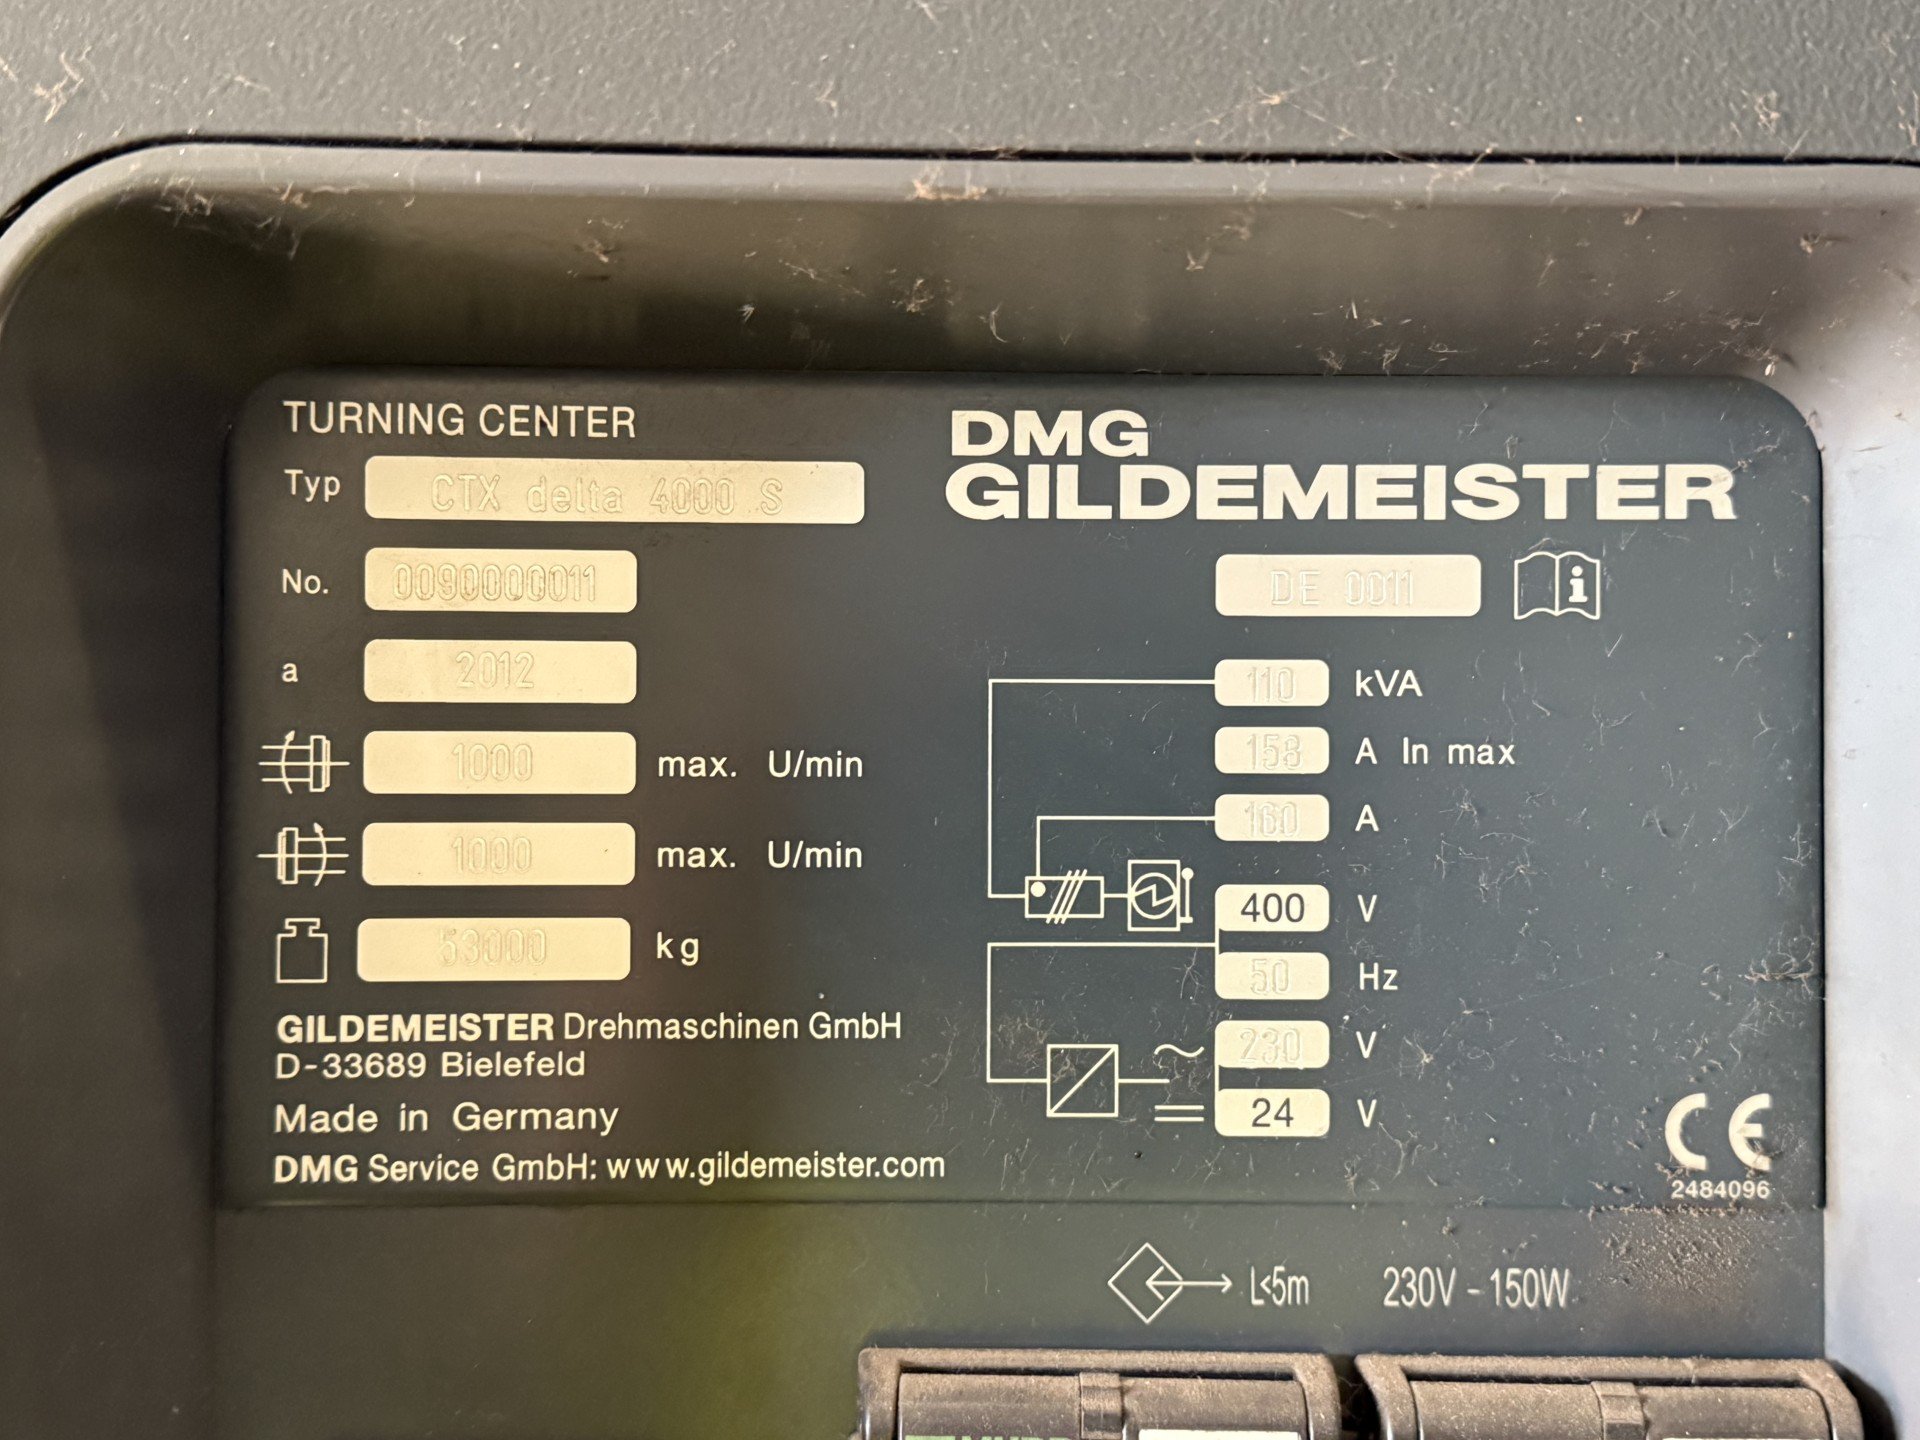 TURNING CENTER
DMG
GILDEMEISTER
Typ CTX delta 4000 S
No. 0090000011
DE 0011
a 2012
110 kVA
1000 max. U/min
158 A In max
160 A
1000 max. U/min
400 V
53000 kg
50 Hz
GILDEMEISTER Drehmaschinen GmbH
D-33689 Bielefeld
230 V
Made in Germany
24 V
DMG Service GmbH: www.gildemeister.com
CE
2484096
L<5m 230V - 150W